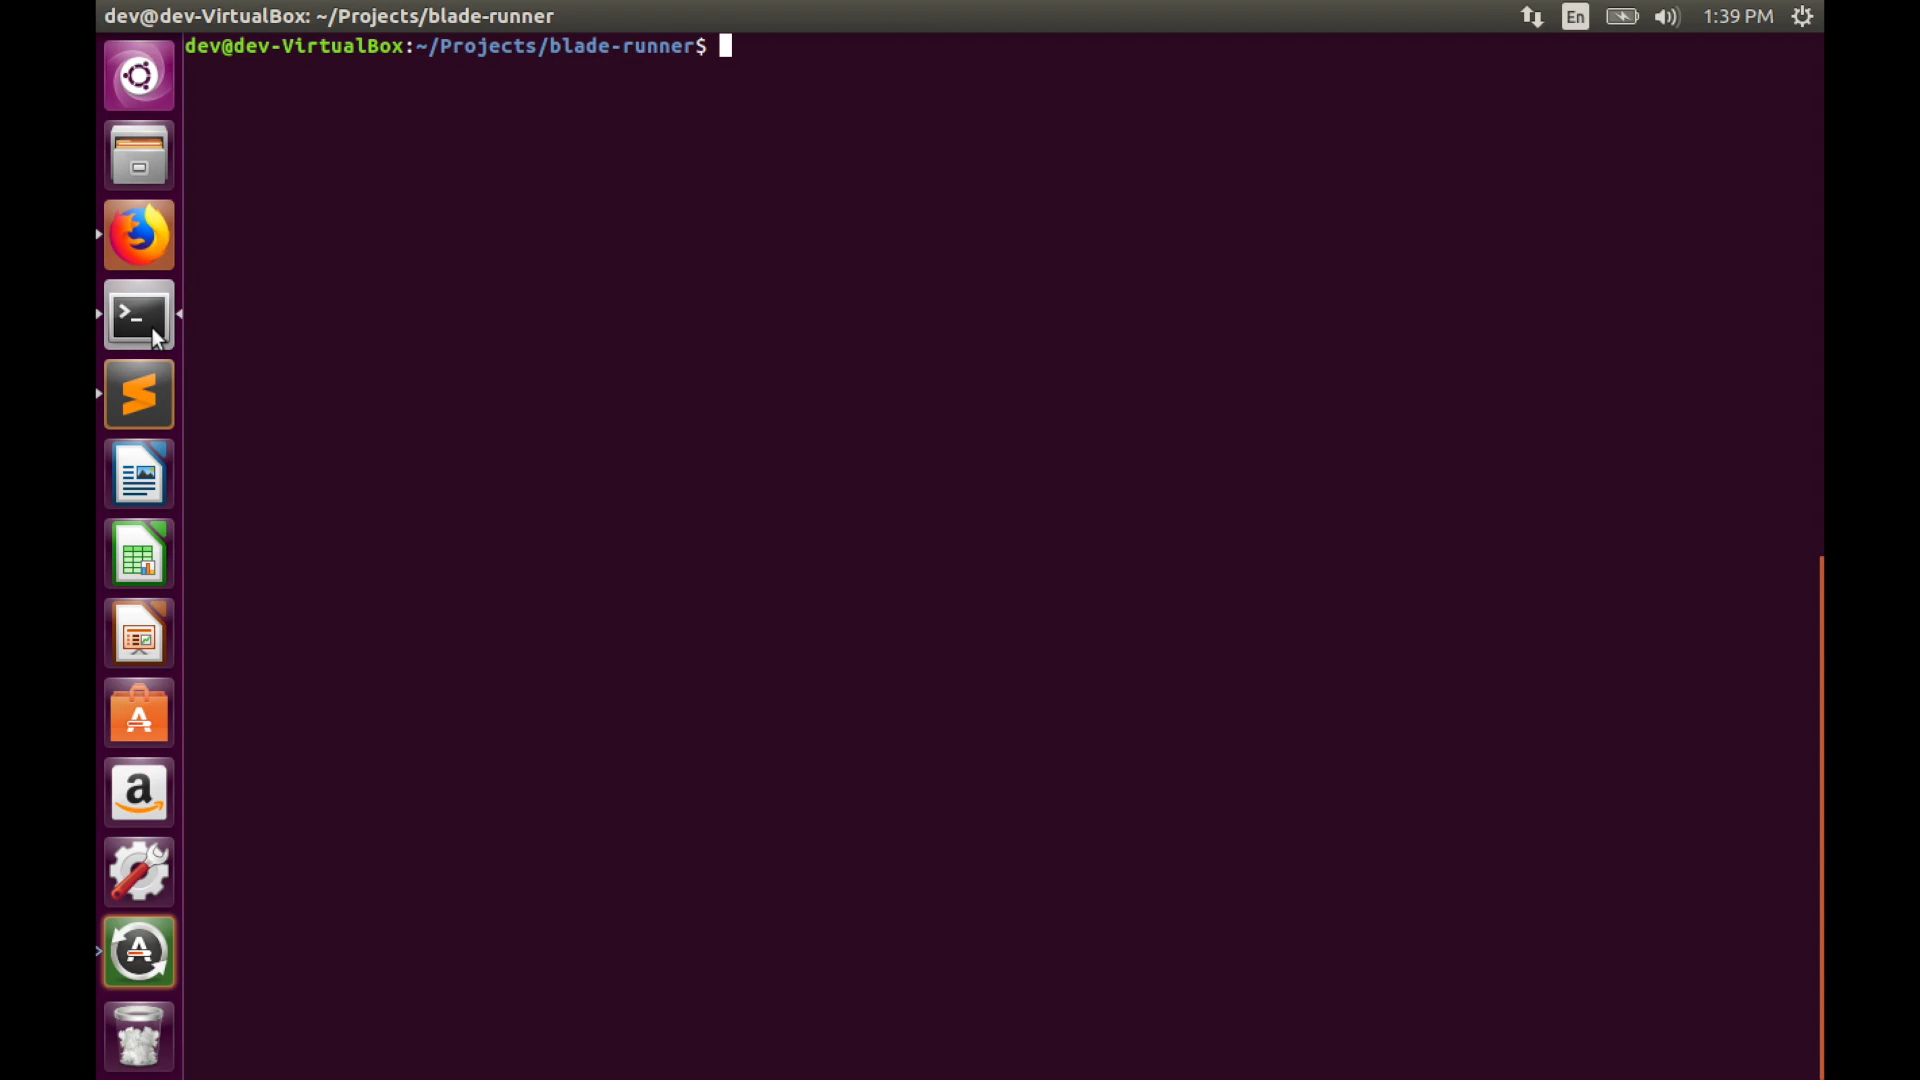 dev@dev-VirtualBox: ~/Projects/blade-runner
En
1:39 PM
dev@dev-VirtualBox:~/Projects/blade-runner$